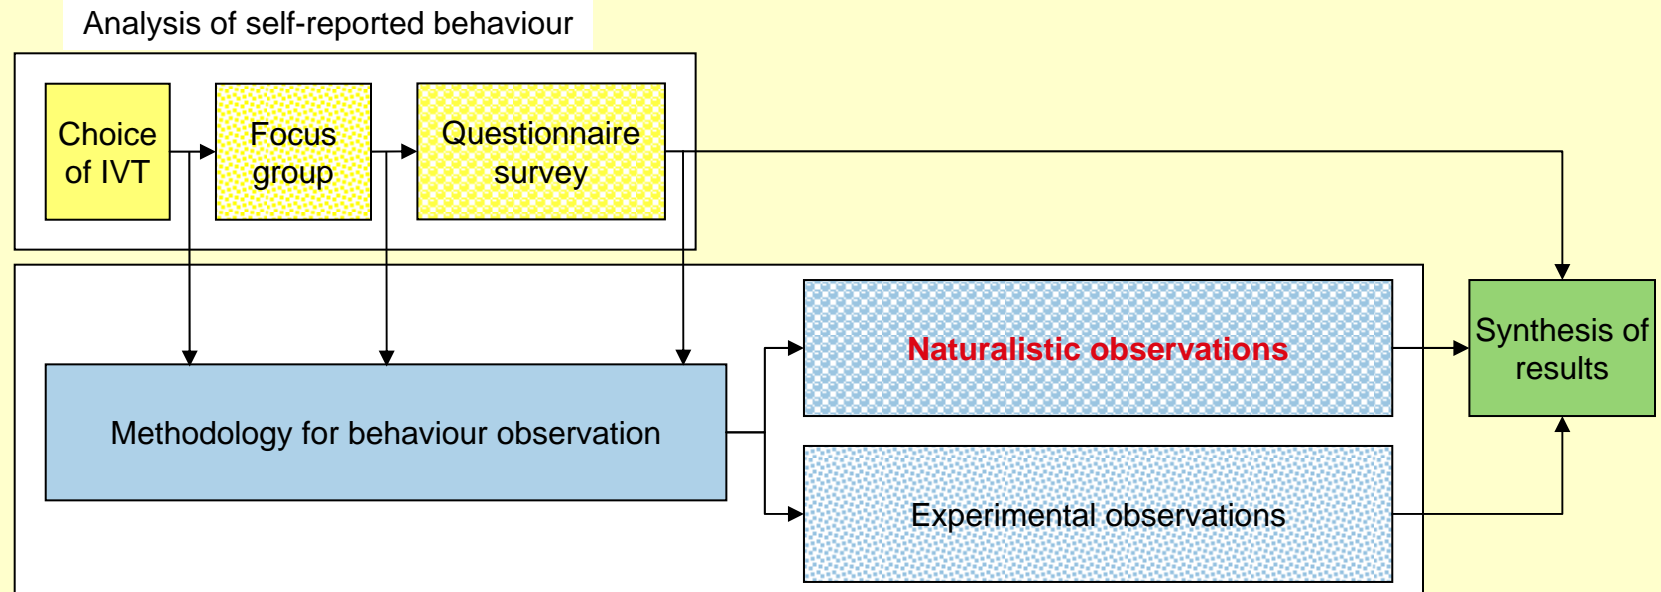 Analysis of self-reported behaviour
Choice
of IVT
Focus
group
Questionnaire
survey
Naturalistic observations
Synthesis of
results
Methodology for behaviour observation
Experimental observations